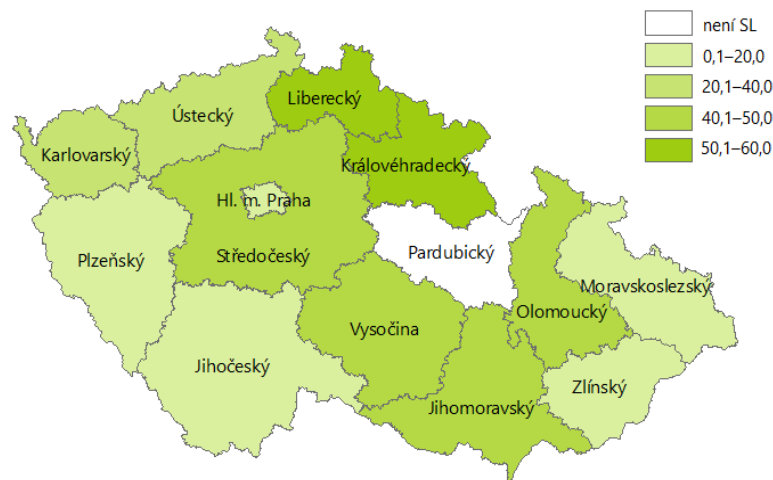 není SL
0,1–20,0
20,1–40,0
40,1–50,0
50,1–60,0
Liberecký
Ústecký
Karlovarský
Královéhradecký
Hl. m. Praha
Pardubický
Středočeský
Plzeňský
Moravskoslezský
Olomoucký
Vysočina
Jihočeský
Zlínský
Jihomoravský